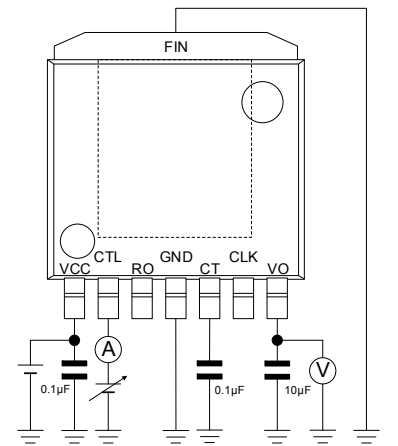 FIN
VCC CTL RO GND CT CLK VO
A
V
0.1µF 0.1µF 10µF